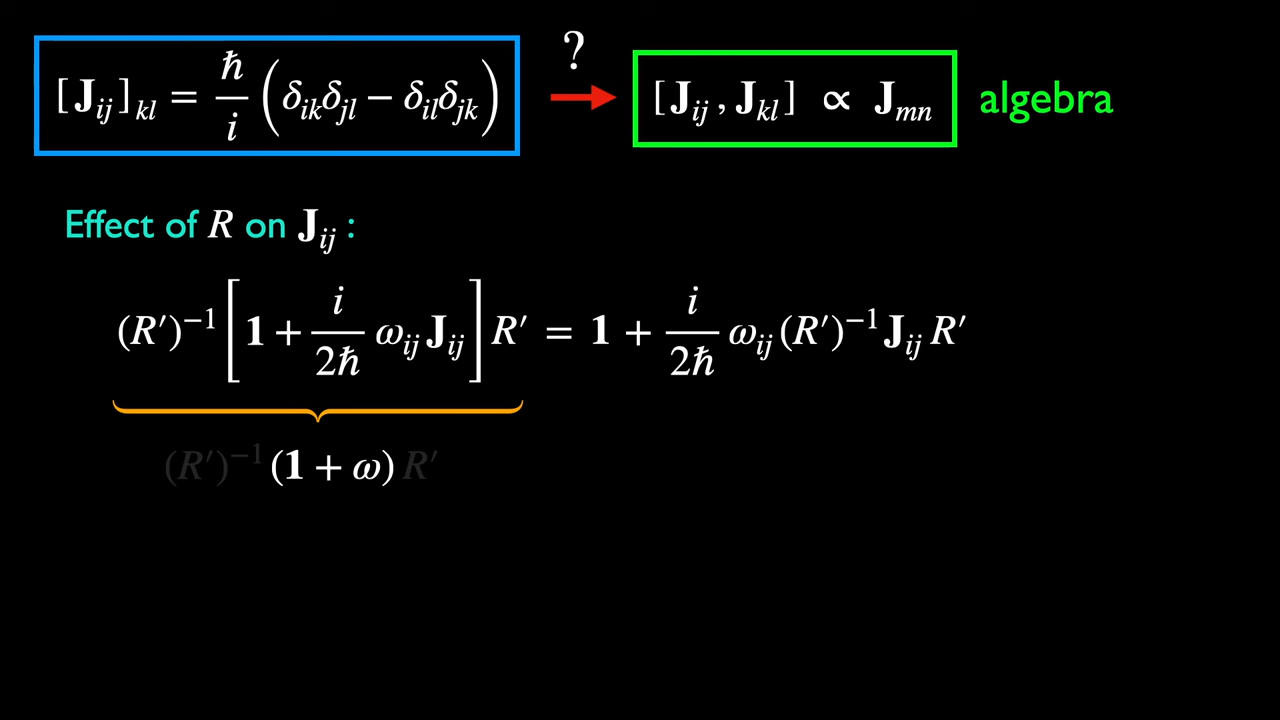 [J_ij]_kl = ℏ/i (δ_ik δ_jl − δ_il δ_jk) ? [J_ij , J_kl] ∝ J_mn algebra
Effect of R on J_ij :
(R′)⁻¹ [1 + i/2ℏ ω_ij J_ij] R′ = 1 + i/2ℏ ω_ij (R′)⁻¹ J_ij R′
(R′)⁻¹ (1 + ω) R′